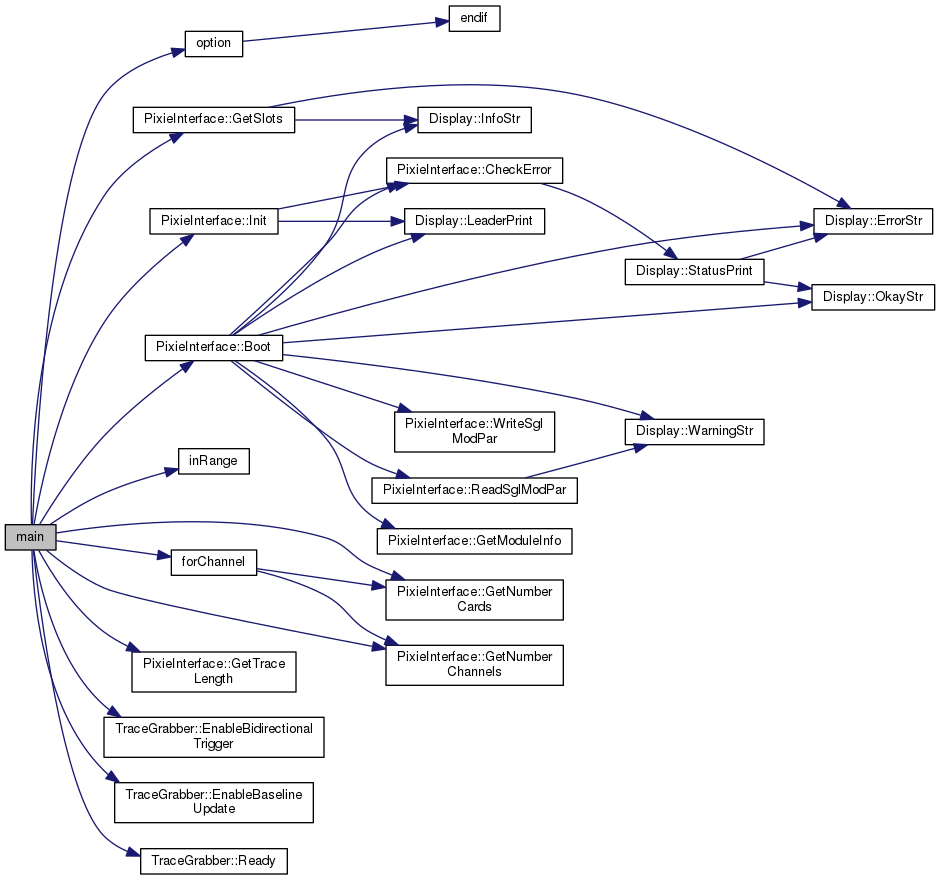 endif
option
PixieInterface::GetSlots
Display::InfoStr
PixieInterface::CheckError
PixieInterface::Init
Display::LeaderPrint
Display::ErrorStr
Display::StatusPrint
Display::OkayStr
PixieInterface::Boot
PixieInterface::WriteSgl
ModPar
Display::WarningStr
inRange
PixieInterface::ReadSglModPar
main
PixieInterface::GetModuleInfo
forChannel
PixieInterface::GetNumber
Cards
PixieInterface::GetNumber
Channels
PixieInterface::GetTrace
Length
TraceGrabber::EnableBidirectional
Trigger
TraceGrabber::EnableBaseline
Update
TraceGrabber::Ready